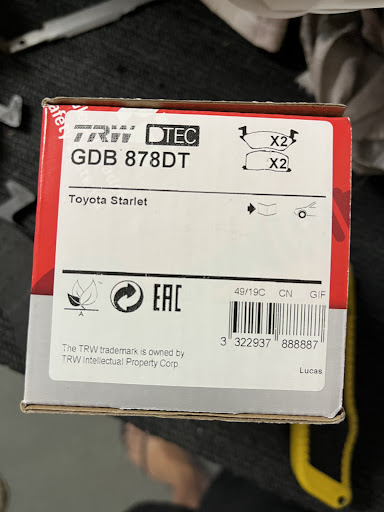 TRW DTEC
GDB 878DT
X2
X2
Toyota Starlet
49/19C CN GIF
EAC
A
3 322937 888887
The TRW trademark is owned by
TRW Intellectual Property Corp
Lucas